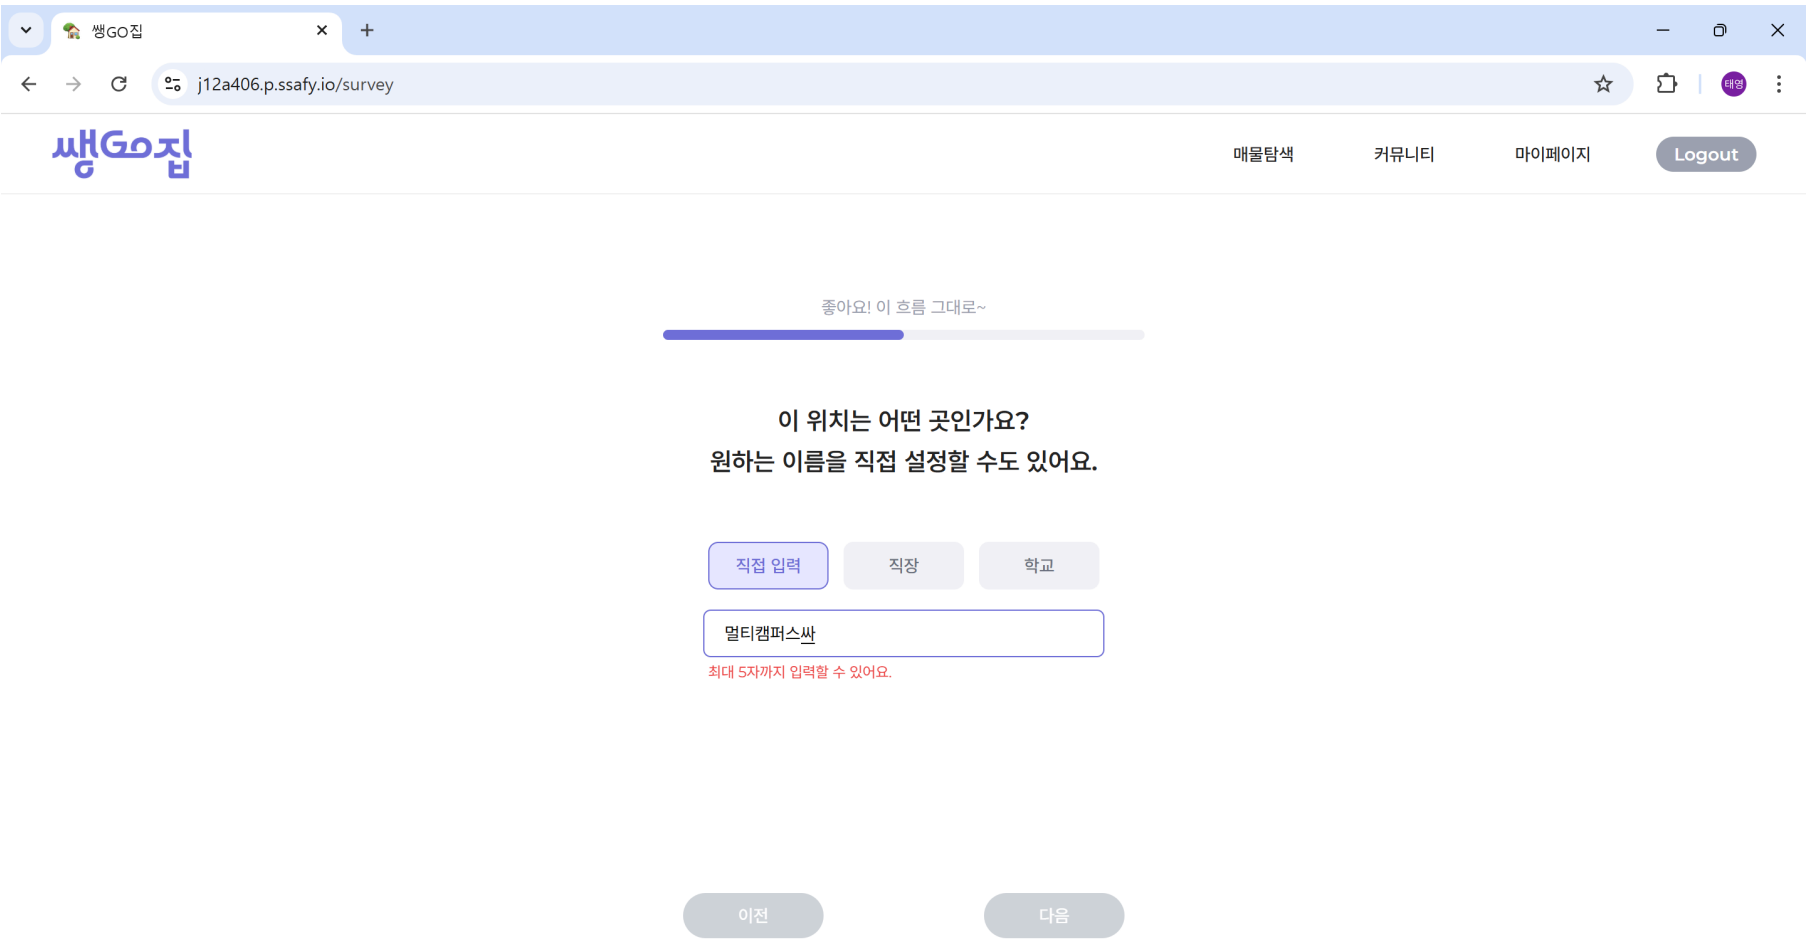 쌩GO집
j12a406.p.ssafy.io/survey
태영
쌩GO집
매물탐색
커뮤니티
마이페이지
Logout
좋아요! 이 흐름 그대로~
이 위치는 어떤 곳인가요?
원하는 이름을 직접 설정할 수도 있어요.
직접 입력
직장
학교
멀티캠퍼스싸
최대 5자까지 입력할 수 있어요.
이전
다음